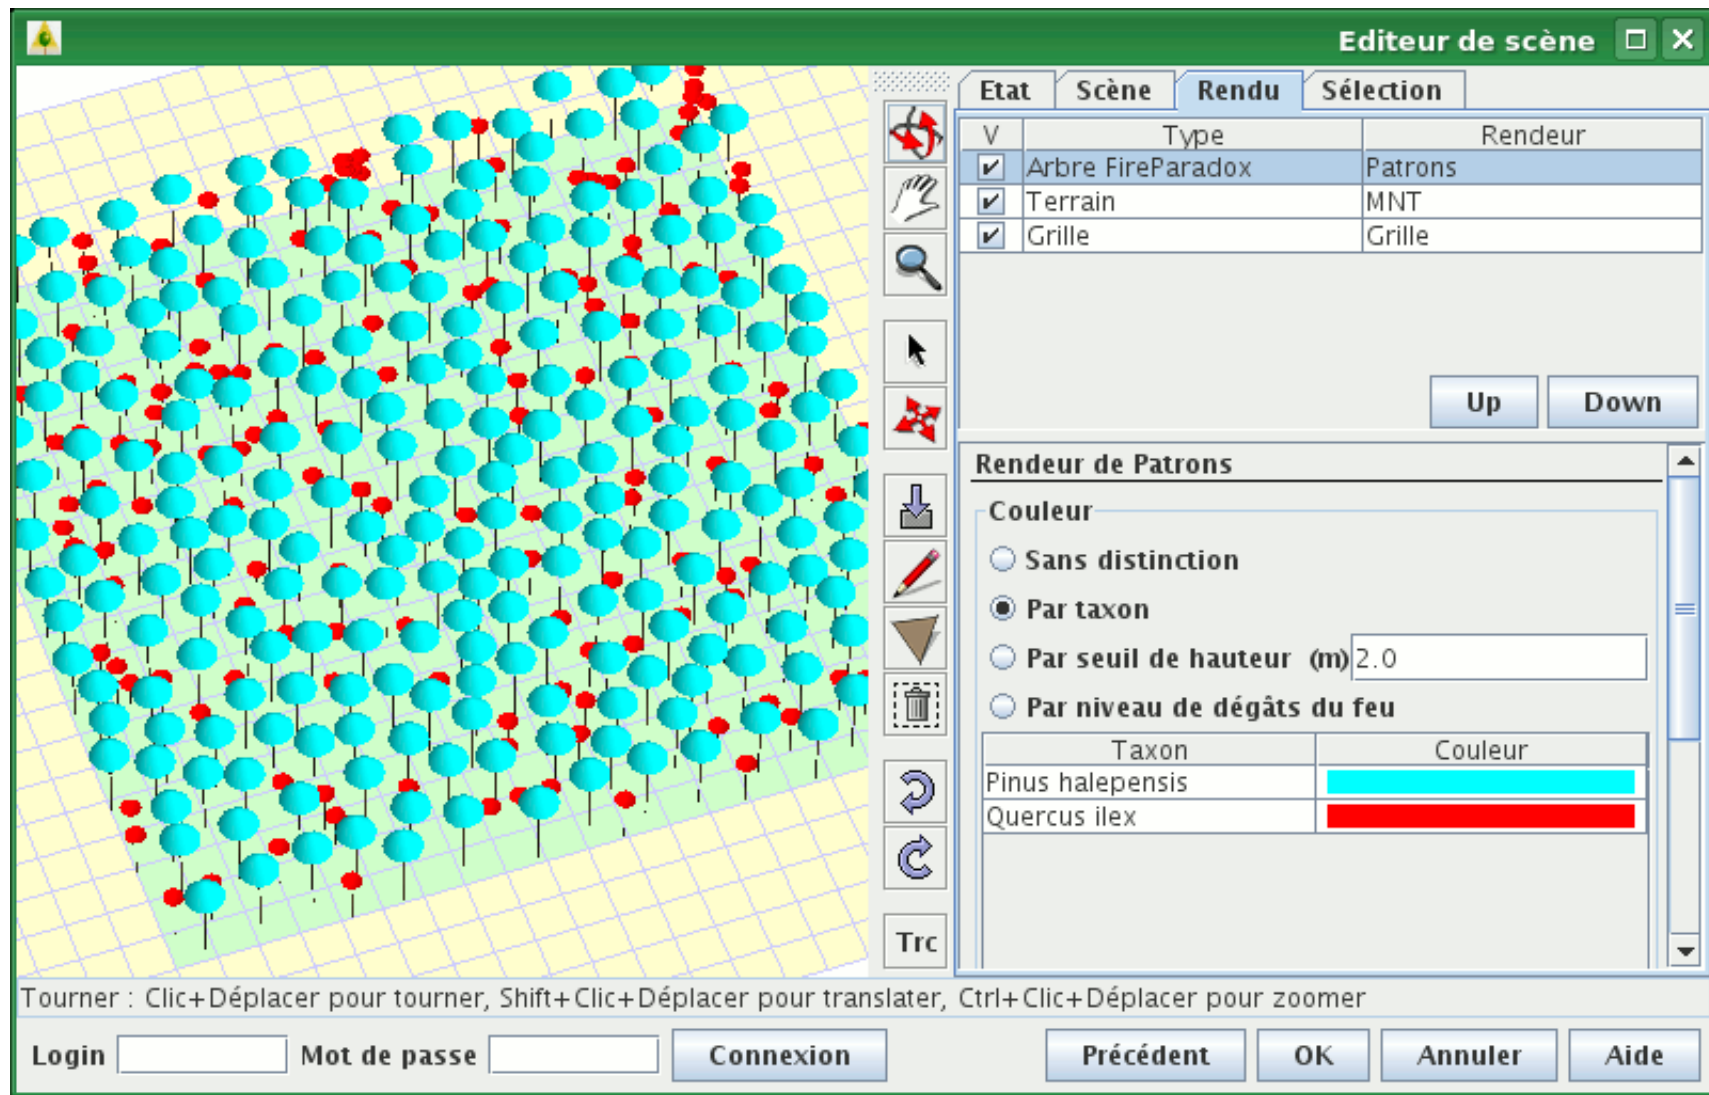 Editeur de scène
Etat Scène Rendu Sélection
V Type Rendeur
Arbre FireParadox Patrons
Terrain MNT
Grille Grille
Up Down
Rendeur de Patrons
Couleur
Sans distinction
Par taxon
Par seuil de hauteur (m) 2.0
Par niveau de dégâts du feu
Taxon Couleur
Pinus halepensis
Quercus ilex
Trc
Tourner : Clic+Déplacer pour tourner, Shift+Clic+Déplacer pour translater, Ctrl+Clic+Déplacer pour zoomer
Login Mot de passe Connexion Précédent OK Annuler Aide